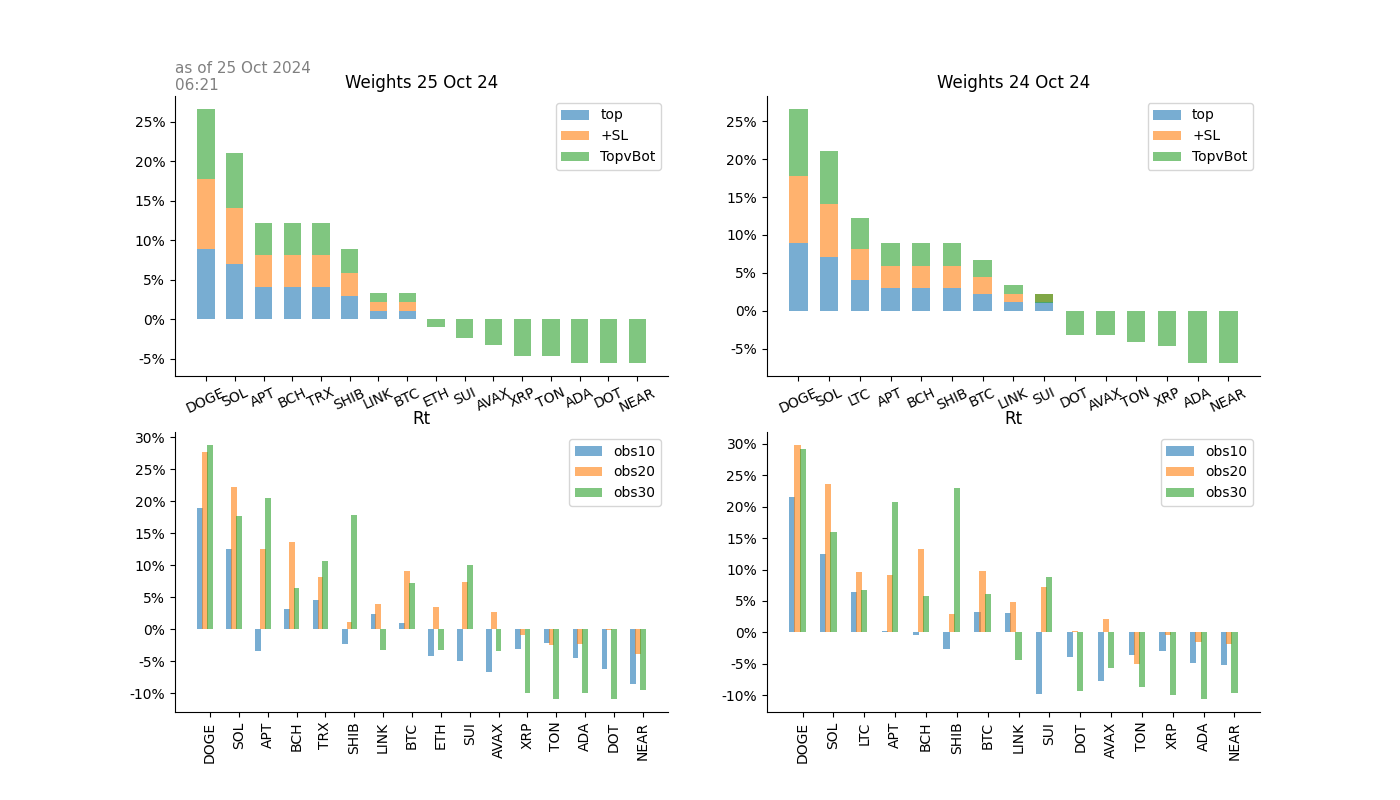 as of 25 Oct 2024
06:21
Weights 25 Oct 24
25%
20%
15%
10%
5%
0%
-5%
top
+SL
TopvBot
DOGE SOL APT BCH TRX SHIB LINK BTC ETH SUI AVAX XRP TON ADA DOT NEAR
Weights 24 Oct 24
25%
20%
15%
10%
5%
0%
-5%
top
+SL
TopvBot
DOGE SOL LTC APT BCH SHIB BTC LINK SUI DOT AVAX TON XRP ADA NEAR
Rt
30%
25%
20%
15%
10%
5%
0%
-5%
-10%
obs10
obs20
obs30
DOGE SOL APT BCH TRX SHIB LINK BTC ETH SUI AVAX XRP TON ADA DOT NEAR
Rt
30%
25%
20%
15%
10%
5%
0%
-5%
-10%
obs10
obs20
obs30
DOGE SOL LTC APT BCH SHIB BTC LINK SUI DOT AVAX TON XRP ADA NEAR